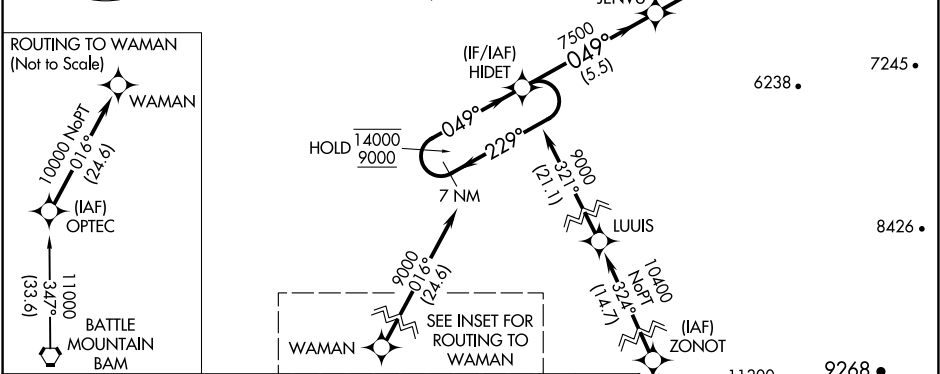 ROUTING TO WAMAN
(Not to Scale)
WAMAN
10000 NoPT
016°
(24.6)
(IAF)
OPTEC
11000
347°
(33.6)
BATTLE
MOUNTAIN
BAM
(IF/IAF)
HIDET
7500
049°
(5.5)
6238
7245
HOLD
14000
9000
049°
229°
7 NM
9000
321°
(21.1)
LUUIS
8426
9000
016°
(24.6)
10400
NoPT
324°
(14.7)
WAMAN
SEE INSET FOR
ROUTING TO
WAMAN
(IAF)
ZONOT
9268